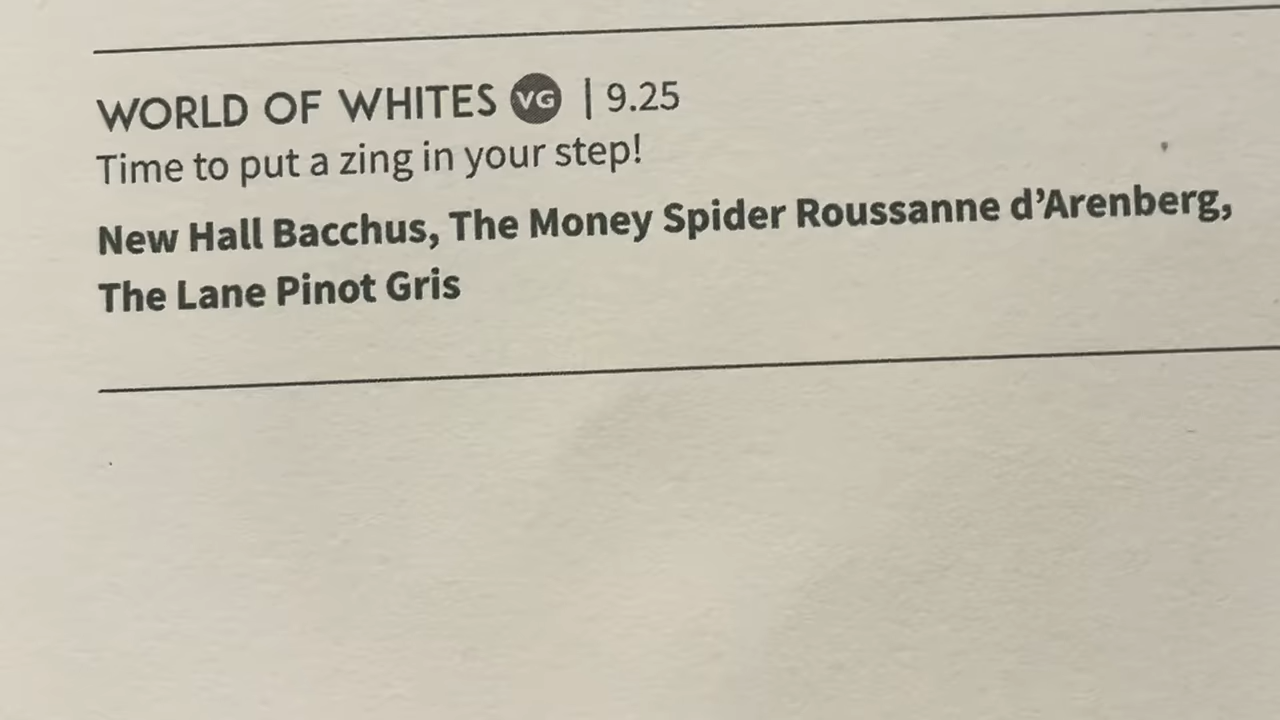 WORLD OF WHITES VG | 9.25
Time to put a zing in your step!
New Hall Bacchus, The Money Spider Roussanne d’Arenberg,
The Lane Pinot Gris